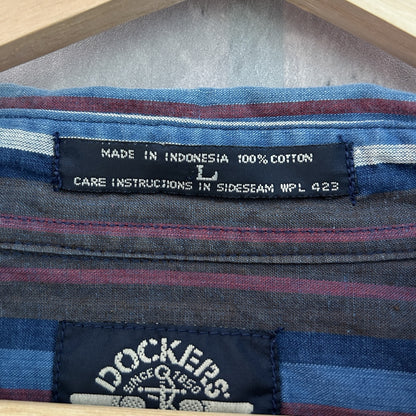 MADE IN INDONESIA 100% COTTON
L
CARE INSTRUCTIONS IN SIDESEAM WPL 423
DOCKERS
SINCE 1850